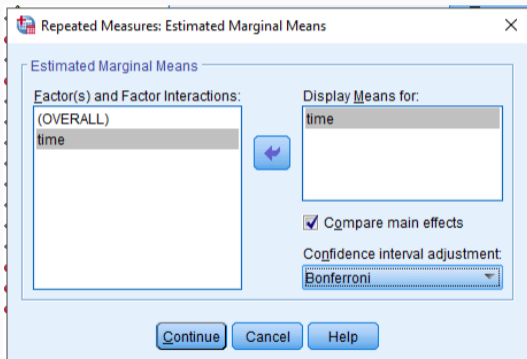 Repeated Measures: Estimated Marginal Means
Estimated Marginal Means
Factor(s) and Factor Interactions:
(OVERALL)
time
Display Means for:
time
Compare main effects
Confidence interval adjustment:
Bonferroni
Continue Cancel Help